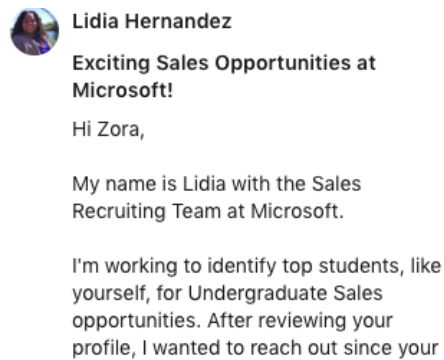 Lidia Hernandez
Exciting Sales Opportunities at
Microsoft!
Hi Zora,
My name is Lidia with the Sales
Recruiting Team at Microsoft.
I'm working to identify top students, like
yourself, for Undergraduate Sales
opportunities. After reviewing your
profile, I wanted to reach out since your